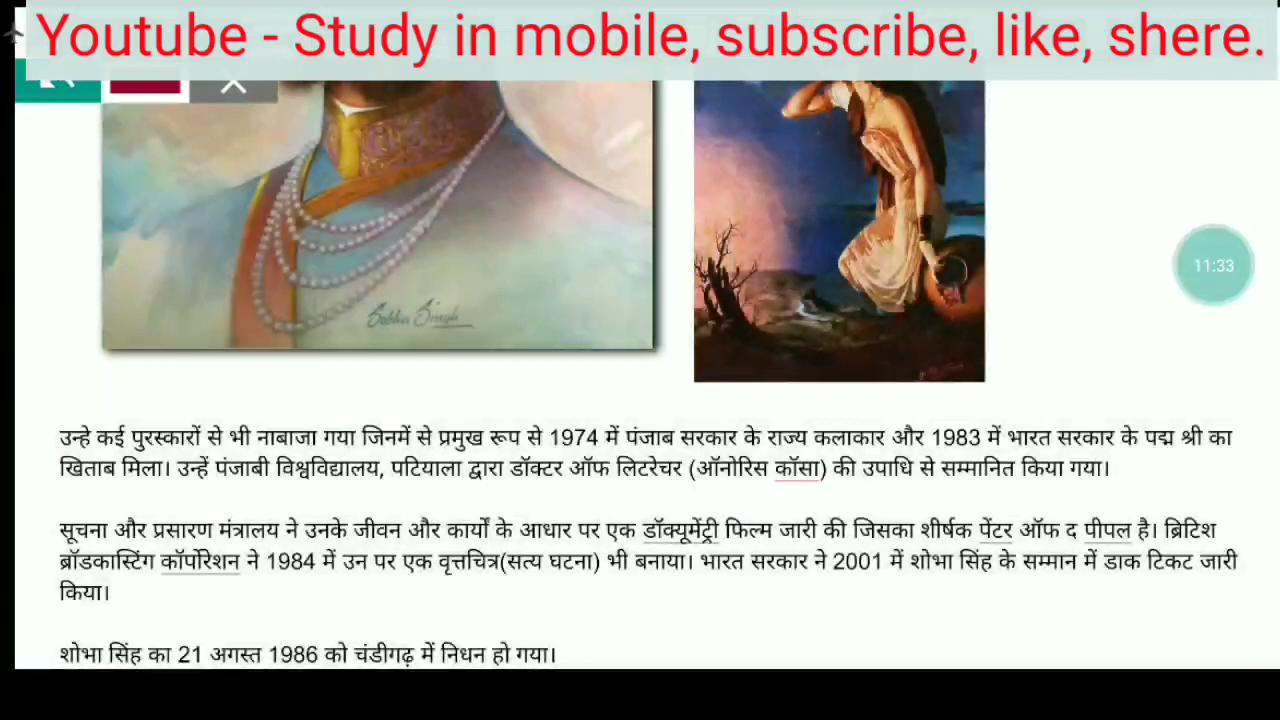 Youtube - Study in mobile, subscribe, like, shere.
11:33
Sobha Singh
उन्हे कई पुरस्कारों से भी नाबाजा गया जिनमें से प्रमुख रूप से 1974 में पंजाब सरकार के राज्य कलाकार और 1983 में भारत सरकार के पद्म श्री का
खिताब मिला। उन्हें पंजाबी विश्वविद्यालय, पटियाला द्वारा डॉक्टर ऑफ लिटरेचर (ऑनोरिस कॉसा) की उपाधि से सम्मानित किया गया।
सूचना और प्रसारण मंत्रालय ने उनके जीवन और कार्यों के आधार पर एक डॉक्यूमेंट्री फिल्म जारी की जिसका शीर्षक पेंटर ऑफ द पीपल है। ब्रिटिश
ब्रॉडकास्टिंग कॉर्पोरेशन ने 1984 में उन पर एक वृत्तचित्र(सत्य घटना) भी बनाया। भारत सरकार ने 2001 में शोभा सिंह के सम्मान में डाक टिकट जारी
किया।
शोभा सिंह का 21 अगस्त 1986 को चंडीगढ़ में निधन हो गया।